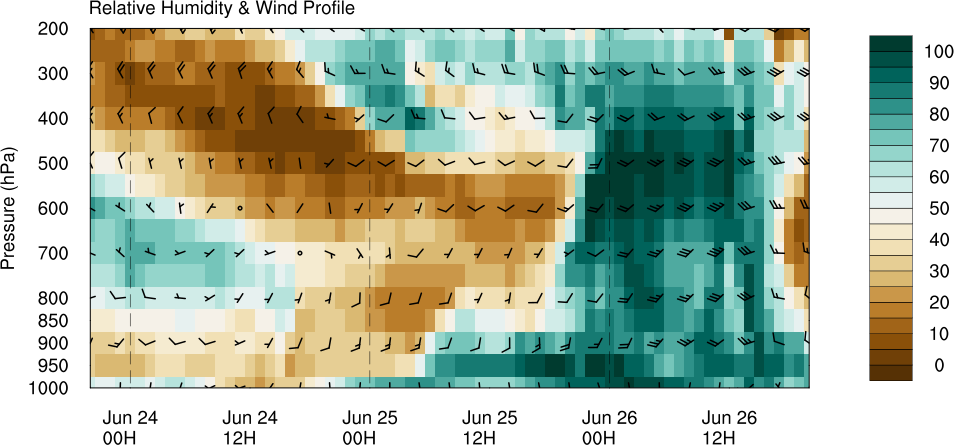 Relative Humidity & Wind Profile
Pressure (hPa)
200
300
400
500
600
700
800
850
900
950
1000
Jun 24
00H
Jun 24
12H
Jun 25
00H
Jun 25
12H
Jun 26
00H
Jun 26
12H
100
90
80
70
60
50
40
30
20
10
0